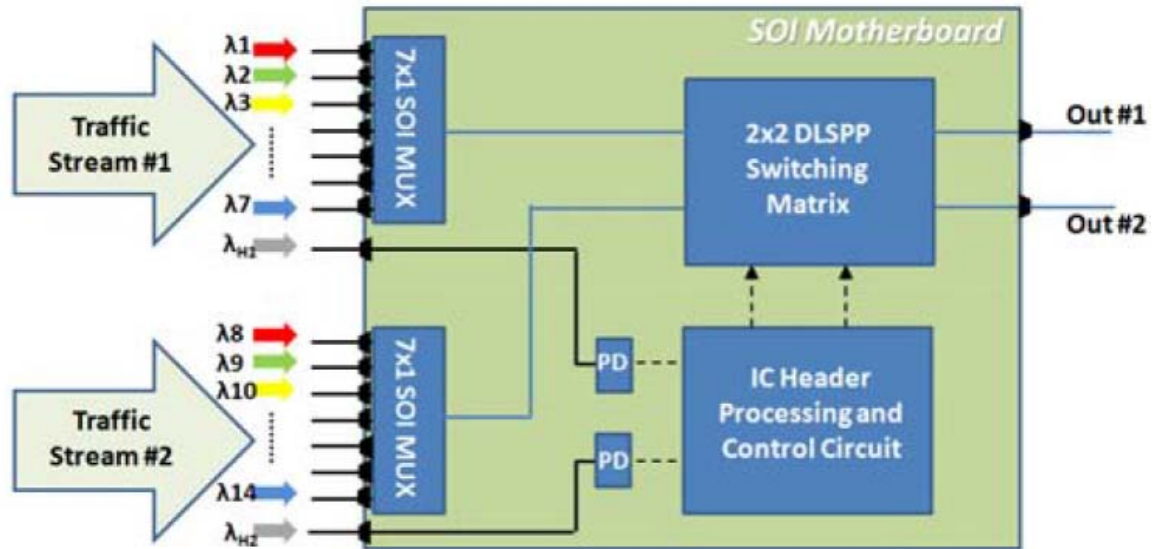 SOI Motherboard
λ1
λ2
λ3
λ7
λH1
Traffic
Stream #1
7x1 SOI MUX
2x2 DLSPP
Switching
Matrix
Out #1
Out #2
λ8
λ9
λ10
λ14
λH2
Traffic
Stream #2
7x1 SOI MUX
PD
PD
IC Header
Processing and
Control Circuit